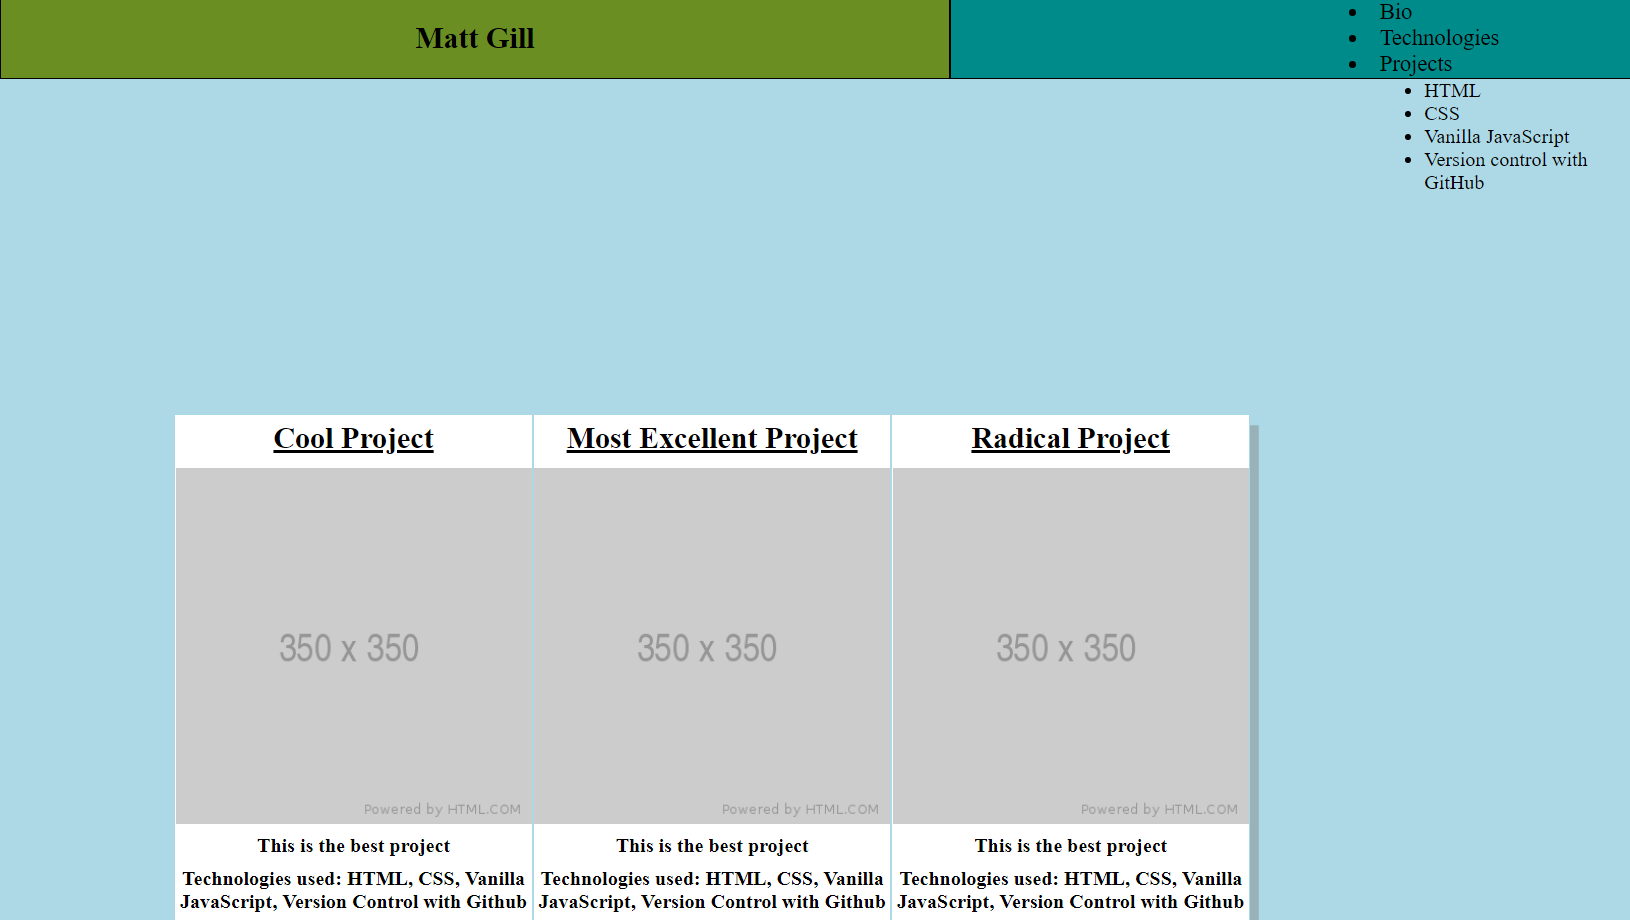 Matt Gill
Bio
Technologies
Projects
HTML
CSS
Vanilla JavaScript
Version control with
GitHub
Cool Project
350 x 350
Powered by HTML.COM
This is the best project
Technologies used: HTML, CSS, Vanilla
JavaScript, Version Control with Github
Most Excellent Project
350 x 350
Powered by HTML.COM
This is the best project
Technologies used: HTML, CSS, Vanilla
JavaScript, Version Control with Github
Radical Project
350 x 350
Powered by HTML.COM
This is the best project
Technologies used: HTML, CSS, Vanilla
JavaScript, Version Control with Github